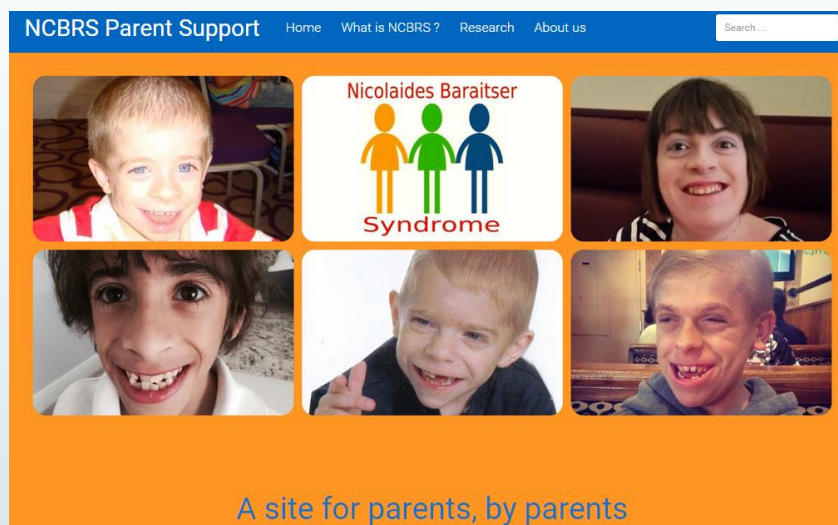 NCBRS Parent Support Home What is NCBRS ? Research About us Search ...
Nicolaides Baraitser
Syndrome
A site for parents, by parents